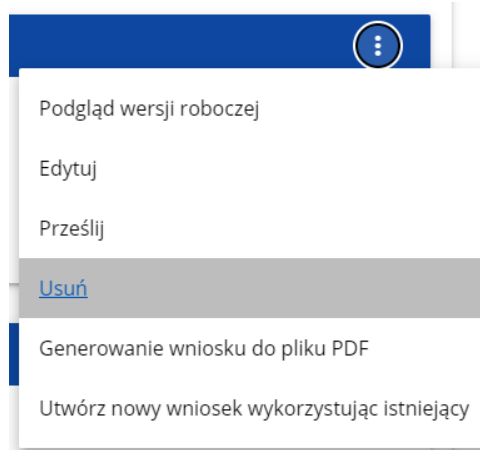 Podgląd wersji roboczej
Edytuj
Prześlij
Usuń
Generowanie wniosku do pliku PDF
Utwórz nowy wniosek wykorzystując istniejący